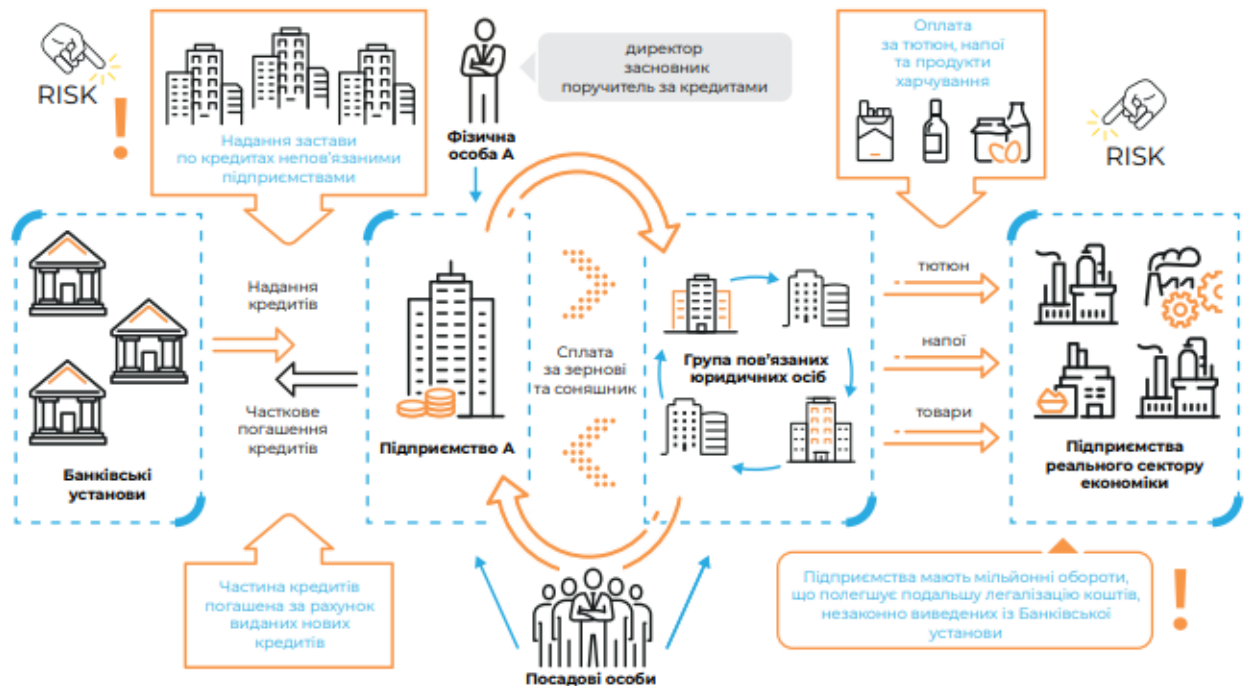 RISK
!
Надання застави
по кредитах непов’язаними
підприємствами
Фізична
особа А
директор
засновник
поручитель за кредитами
Оплата
за тютюн, напої
та продукти
харчування
RISK
Банківські
установи
Надання
кредитів
Часткове
погашення
кредитів
Підприємство А
Сплата
за зернові
та соняшник
Група пов’язаних
юридичних осіб
тютюн
напої
товари
Підприємства
реального сектору
економіки
Частина кредитів
погашена за рахунок
виданих нових
кредитів
Посадові особи
Підприємства мають мільйонні обороти,
що полегшує подальшу легалізацію коштів,
незаконно виведених із Банківської
установи
!